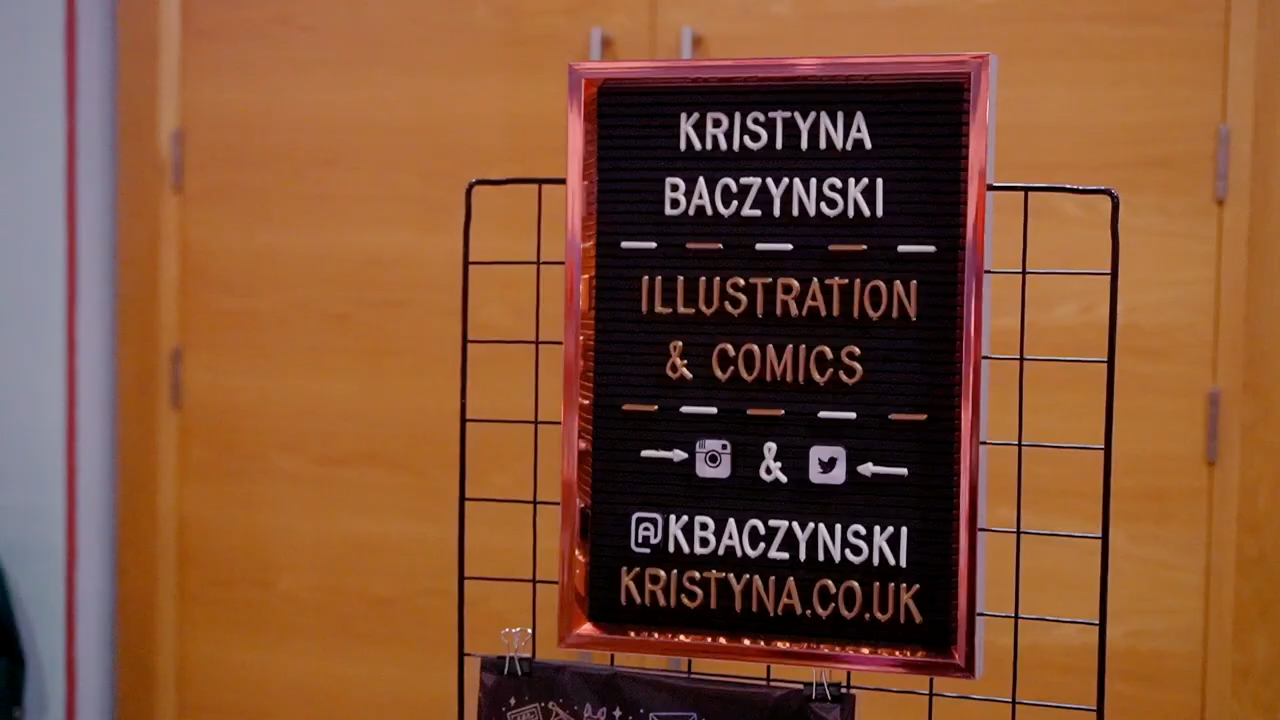 KRISTYNA
BACZYNSKI
ILLUSTRATION
& COMICS
&
@KBACZYNSKI
KRISTYNA.CO.UK